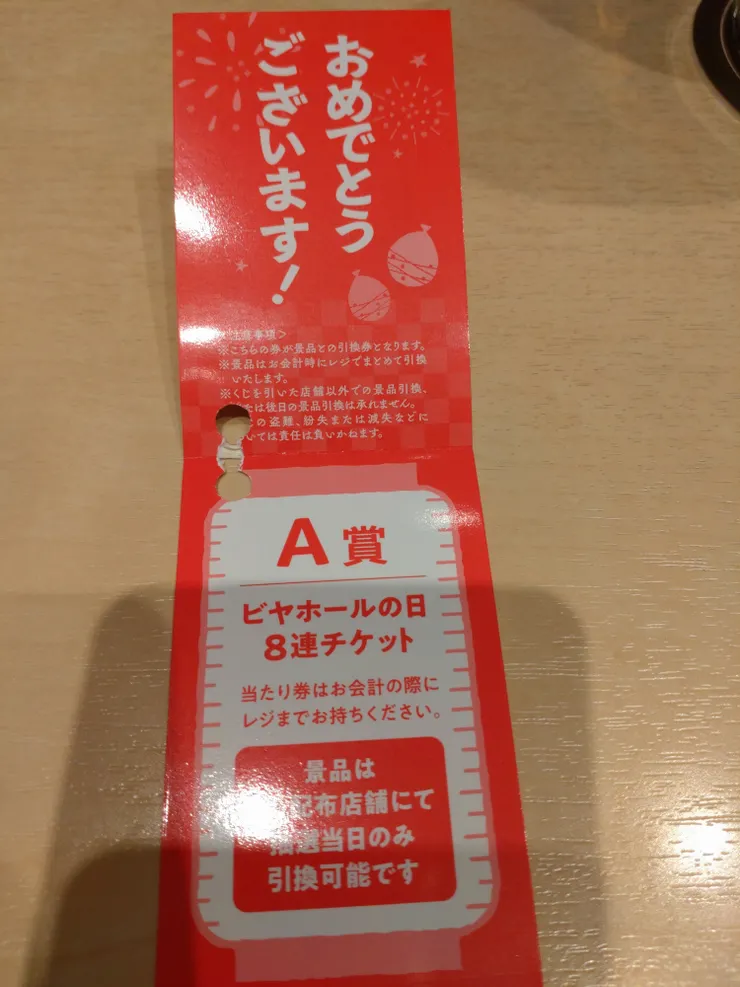 おめでとう
ございます！
注意事項＞
※こちらの券が景品との引換券となります。
※景品はお会計時にレジでまとめて引換
いたします。
※くじを引いた店舗以外での景品引換、
たは後日の景品引換は承れません。
の盗難、紛失または滅失などに
いては責任は負いかねます。
A賞
ビヤホールの日
8連チケット
当たり券はお会計の際に
レジまでお持ちください。
景品は
配布店舗にて
当日のみ
引換可能です